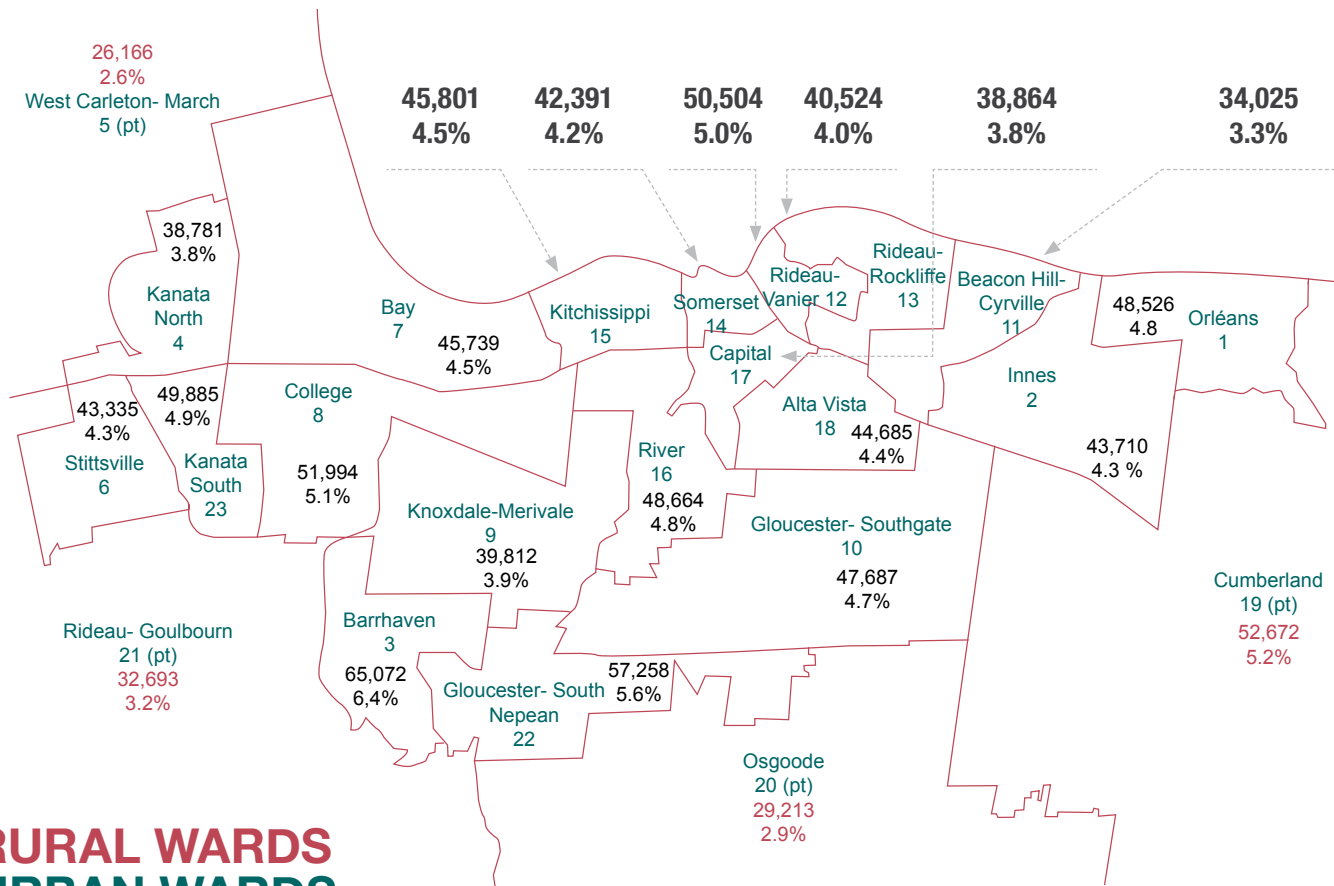 26,166
2.6%
West Carleton- March
5 (pt)
45,801
4.5%
42,391
4.2%
50,504
5.0%
40,524
4.0%
38,864
3.8%
34,025
3.3%
38,781
3.8%
Kanata
North
4
Bay
7
45,739
4.5%
Kitchissippi
15
Somerset
14
Rideau-
Vanier 12
Rideau-
Rockliffe
13
Beacon Hill-
Cyrville
11
48,526
4.8
Orléans
1
Capital
17
Innes
2
43,710
4.3 %
43,335
4.3%
Stittsville
6
49,885
4.9%
Kanata
South
23
College
8
51,994
5.1%
Alta Vista
18
44,685
4.4%
River
16
48,664
4.8%
Knoxdale-Merivale
9
39,812
3.9%
Gloucester- Southgate
10
47,687
4.7%
Cumberland
19 (pt)
52,672
5.2%
Rideau- Goulbourn
21 (pt)
32,693
3.2%
Barrhaven
3
65,072
6,4%
Gloucester- South
Nepean
22
57,258
5.6%
Osgoode
20 (pt)
29,213
2.9%
RURAL WARDS
URBAN WARDS